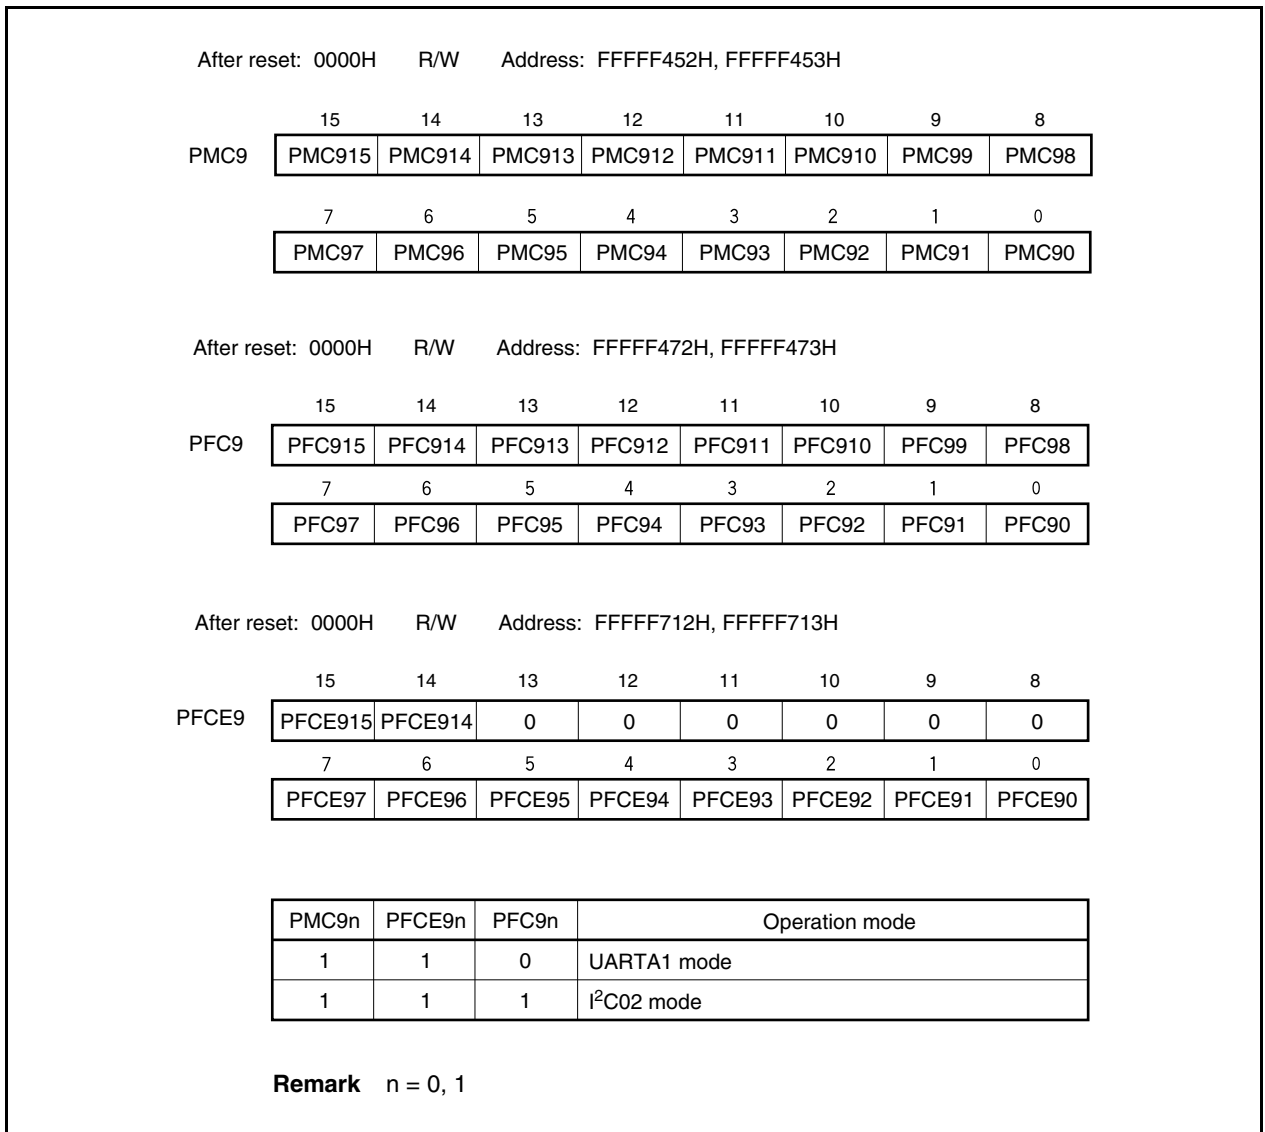 After reset: 0000H R/W Address: FFFFF452H, FFFFF453H
15 14 13 12 11 10 9 8
PMC9 PMC915 PMC914 PMC913 PMC912 PMC911 PMC910 PMC99 PMC98
7 6 5 4 3 2 1 0
PMC97 PMC96 PMC95 PMC94 PMC93 PMC92 PMC91 PMC90
After reset: 0000H R/W Address: FFFFF472H, FFFFF473H
15 14 13 12 11 10 9 8
PFC9 PFC915 PFC914 PFC913 PFC912 PFC911 PFC910 PFC99 PFC98
7 6 5 4 3 2 1 0
PFC97 PFC96 PFC95 PFC94 PFC93 PFC92 PFC91 PFC90
After reset: 0000H R/W Address: FFFFF712H, FFFFF713H
15 14 13 12 11 10 9 8
PFCE9 PFCE915 PFCE914 0 0 0 0 0 0
7 6 5 4 3 2 1 0
PFCE97 PFCE96 PFCE95 PFCE94 PFCE93 PFCE92 PFCE91 PFCE90
PMC9n PFCE9n PFC9n Operation mode
1 1 0 UARTA1 mode
1 1 1 I²C02 mode
Remark n = 0, 1